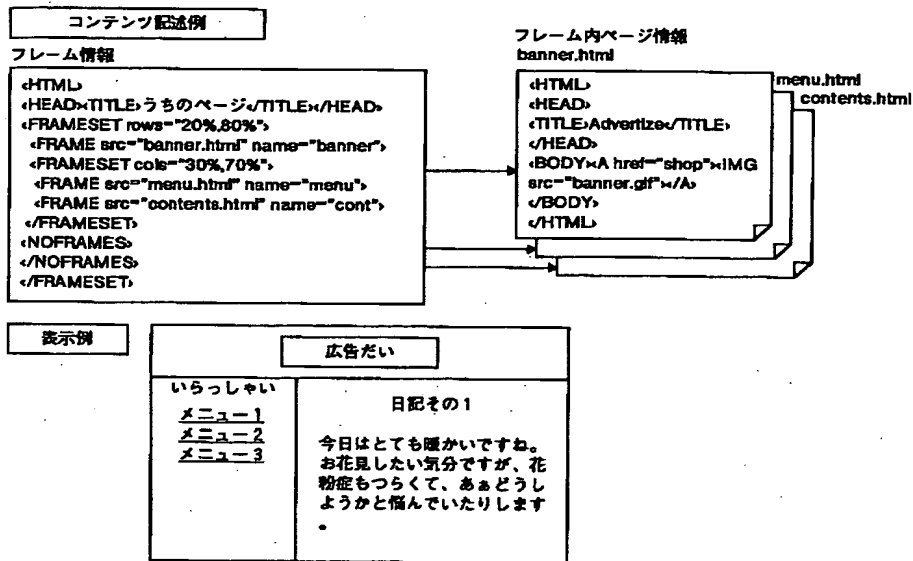 コンテンツ記述例
フレーム情報
<HTML>
<HEAD><TITLE>うちのページ</TITLE></HEAD>
<FRAMESET rows="20%,80%">
<FRAME src="banner.html" name="banner">
<FRAMESET cols="30%,70%">
<FRAME src="menu.html" name="menu">
<FRAME src="contents.html" name="cont">
</FRAMESET>
<NOFRAMES>
</NOFRAMES>
</FRAMESET>
フレーム内ページ情報
banner.html
menu.html
contents.html
<HTML>
<HEAD>
<TITLE>Advertize</TITLE>
</HEAD>
<BODY><A href="shop"><IMG
src="banner.gif"></A>
</BODY>
</HTML>
表示例
広告だい
いらっしゃい
メニュー1
メニュー2
メニュー3
日記その1
今日はとても暖かいですね。
お花見したい気分ですが、花
粉症もつらくて、あぁどうし
ようかと悩んでいたりします
。